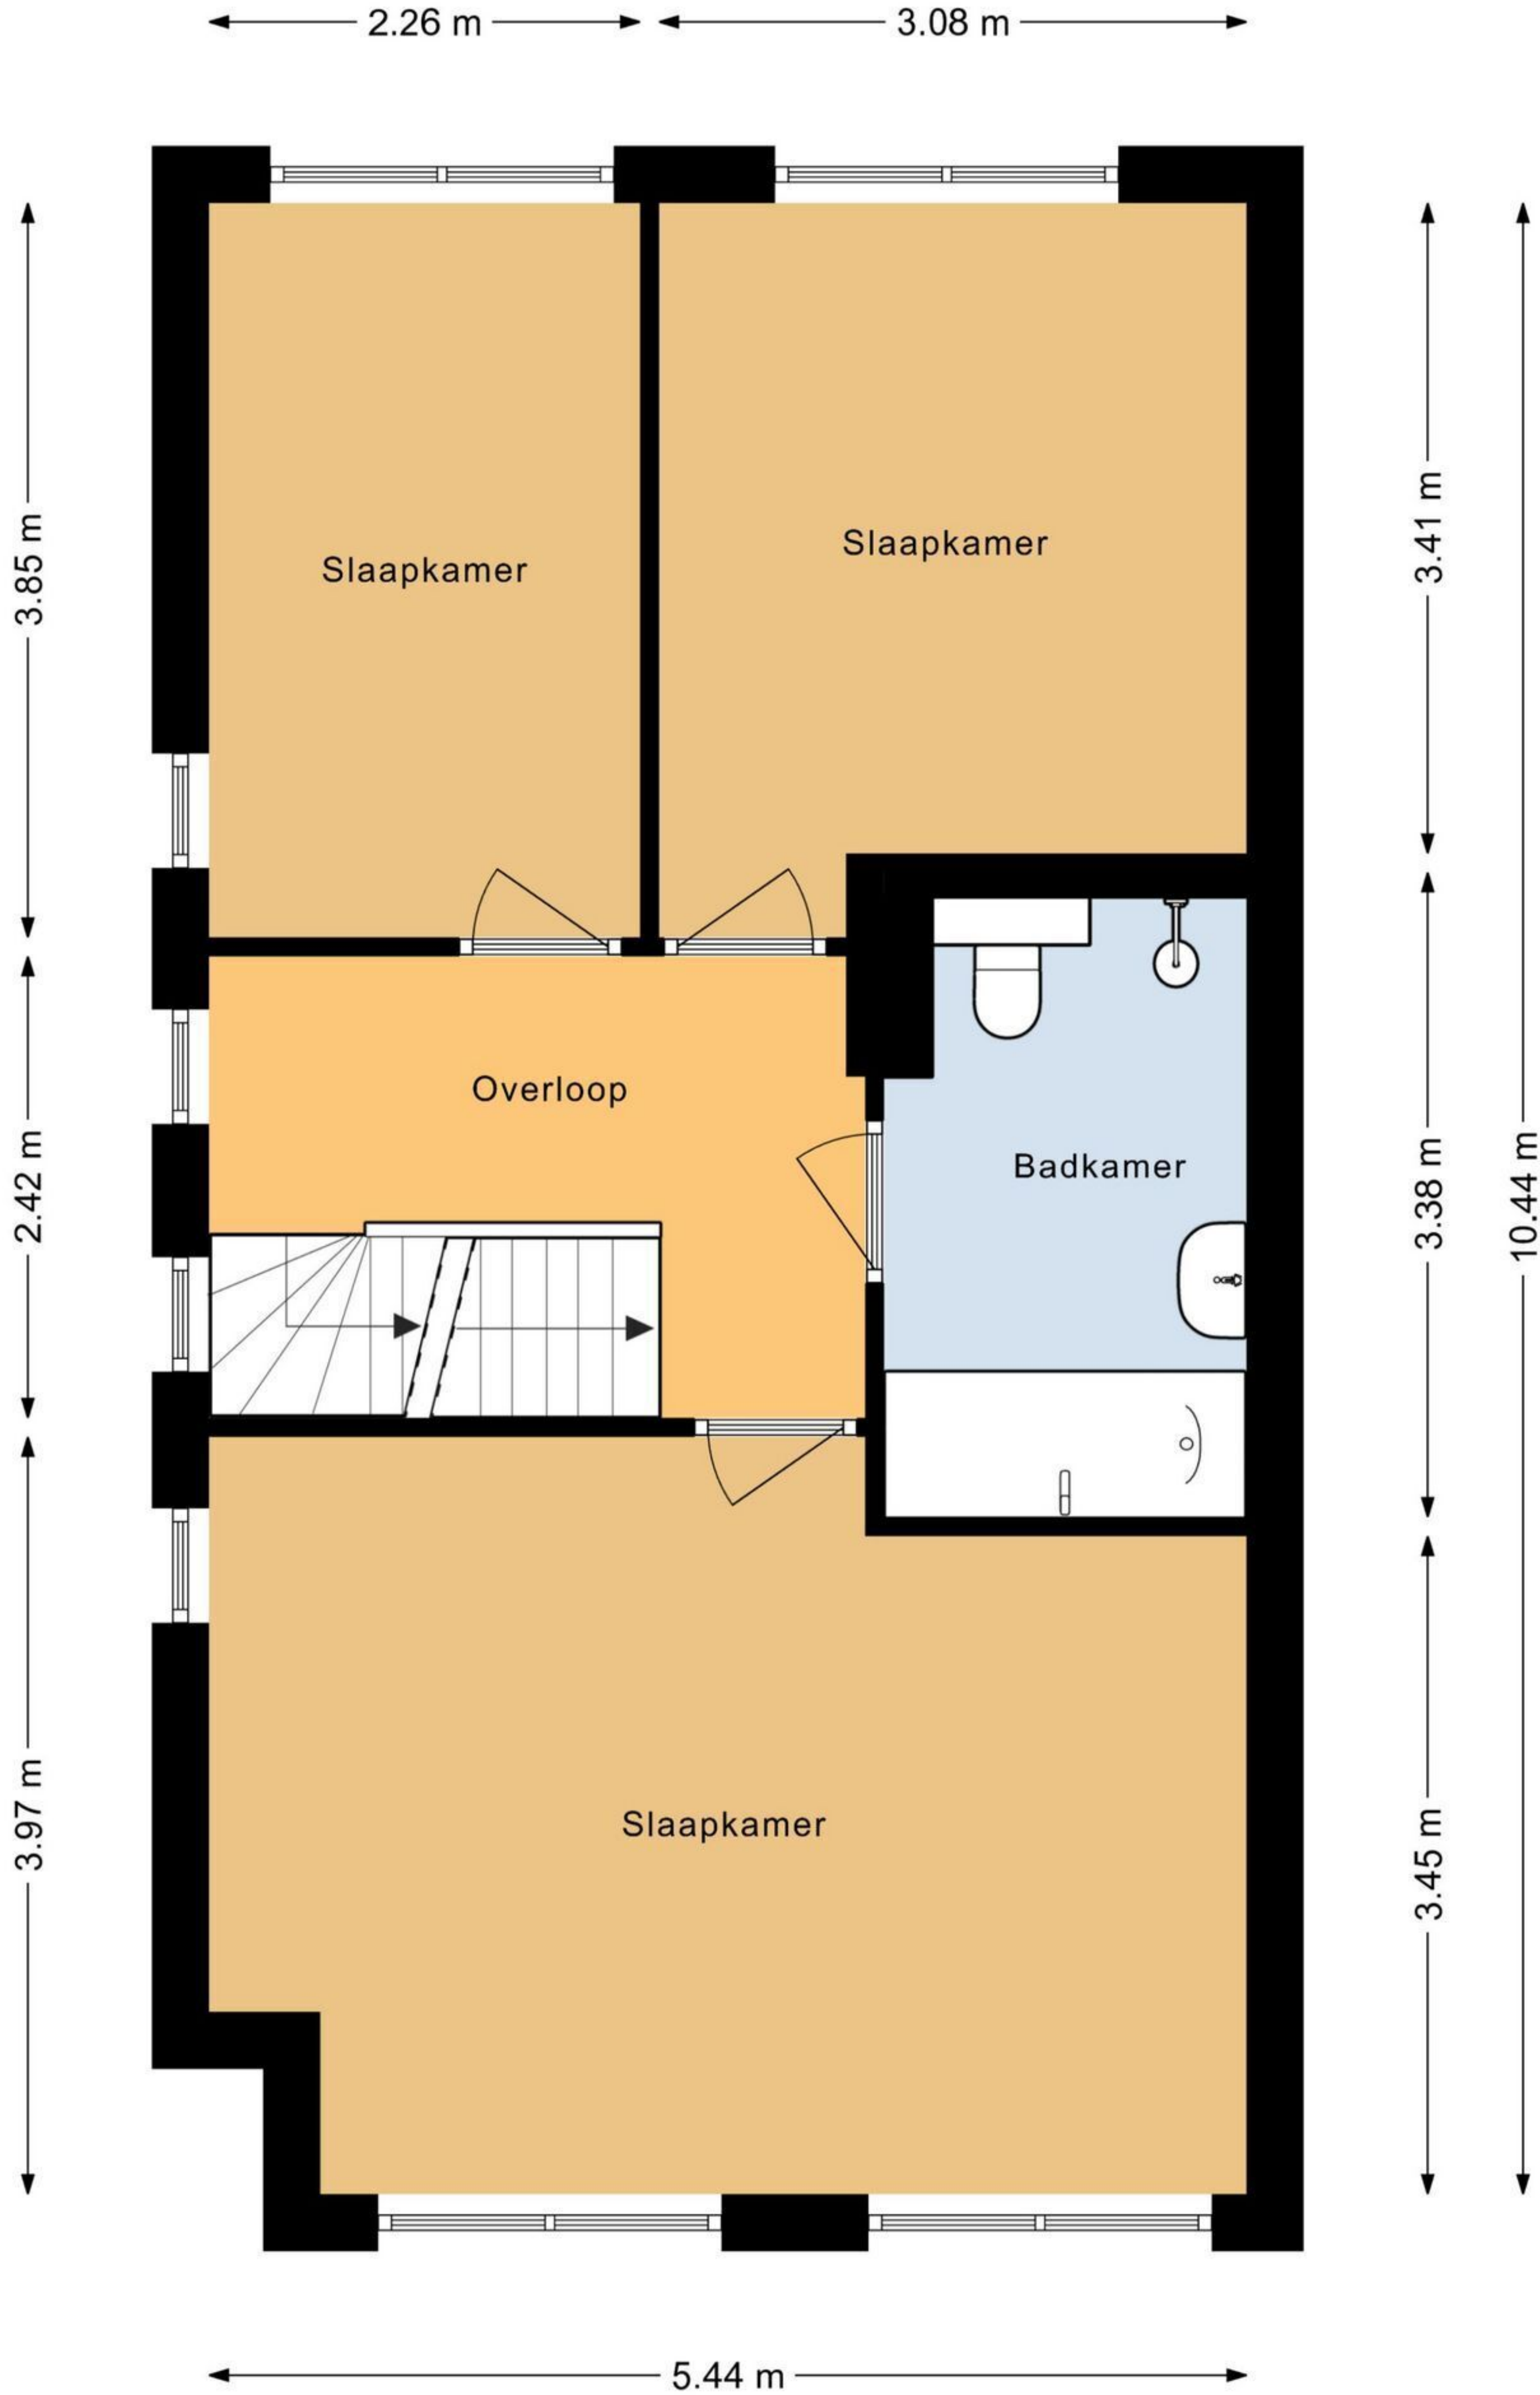 2.26 m
3.08 m
3.85 m
3.41 m
Slaapkamer
Slaapkamer
Overloop
2.42 m
Badkamer
3.38 m
10.44 m
3.97 m
Slaapkamer
3.45 m
5.44 m